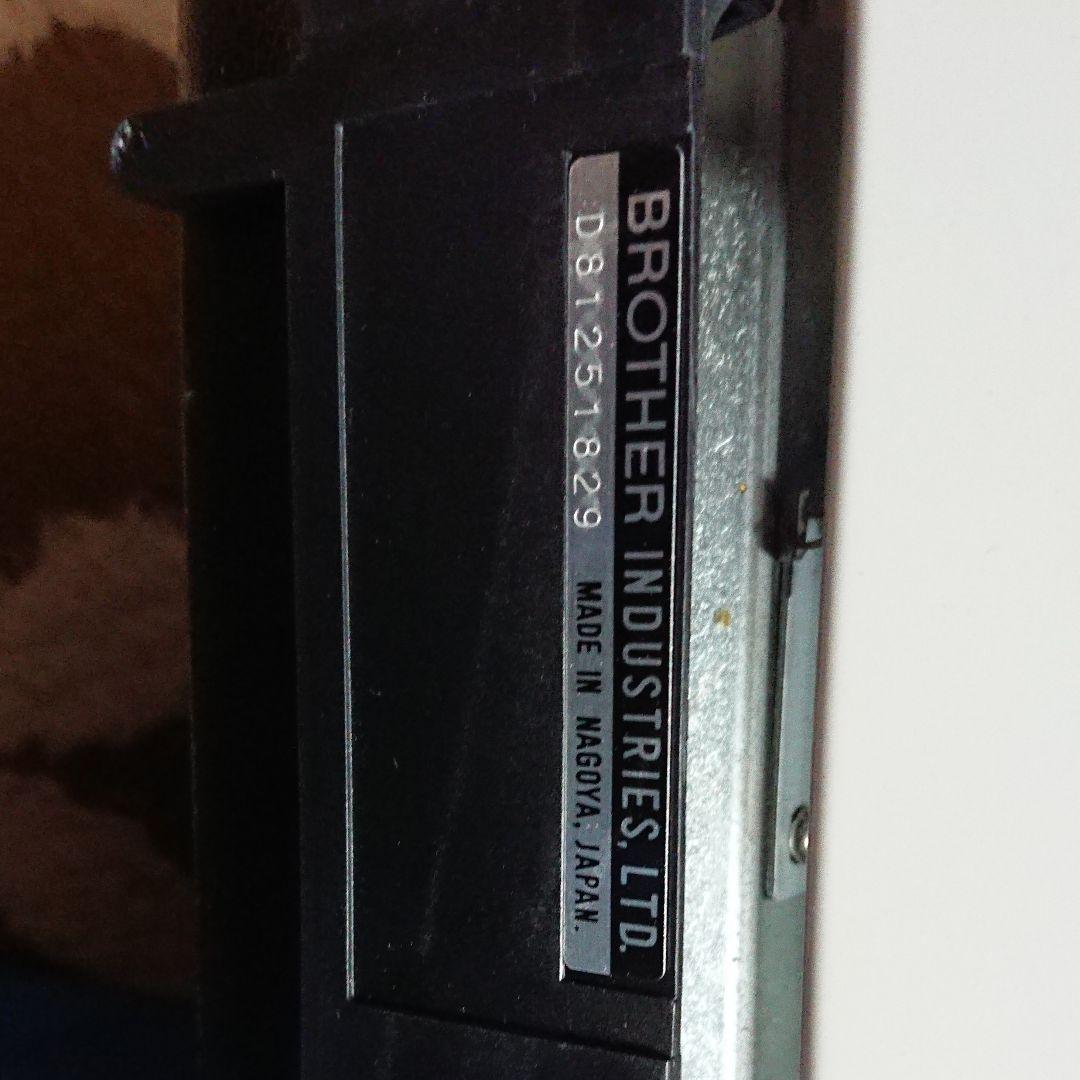 BROTHER INDUSTRIES, LTD.
D81251829 MADE IN NAGOYA, JAPAN.